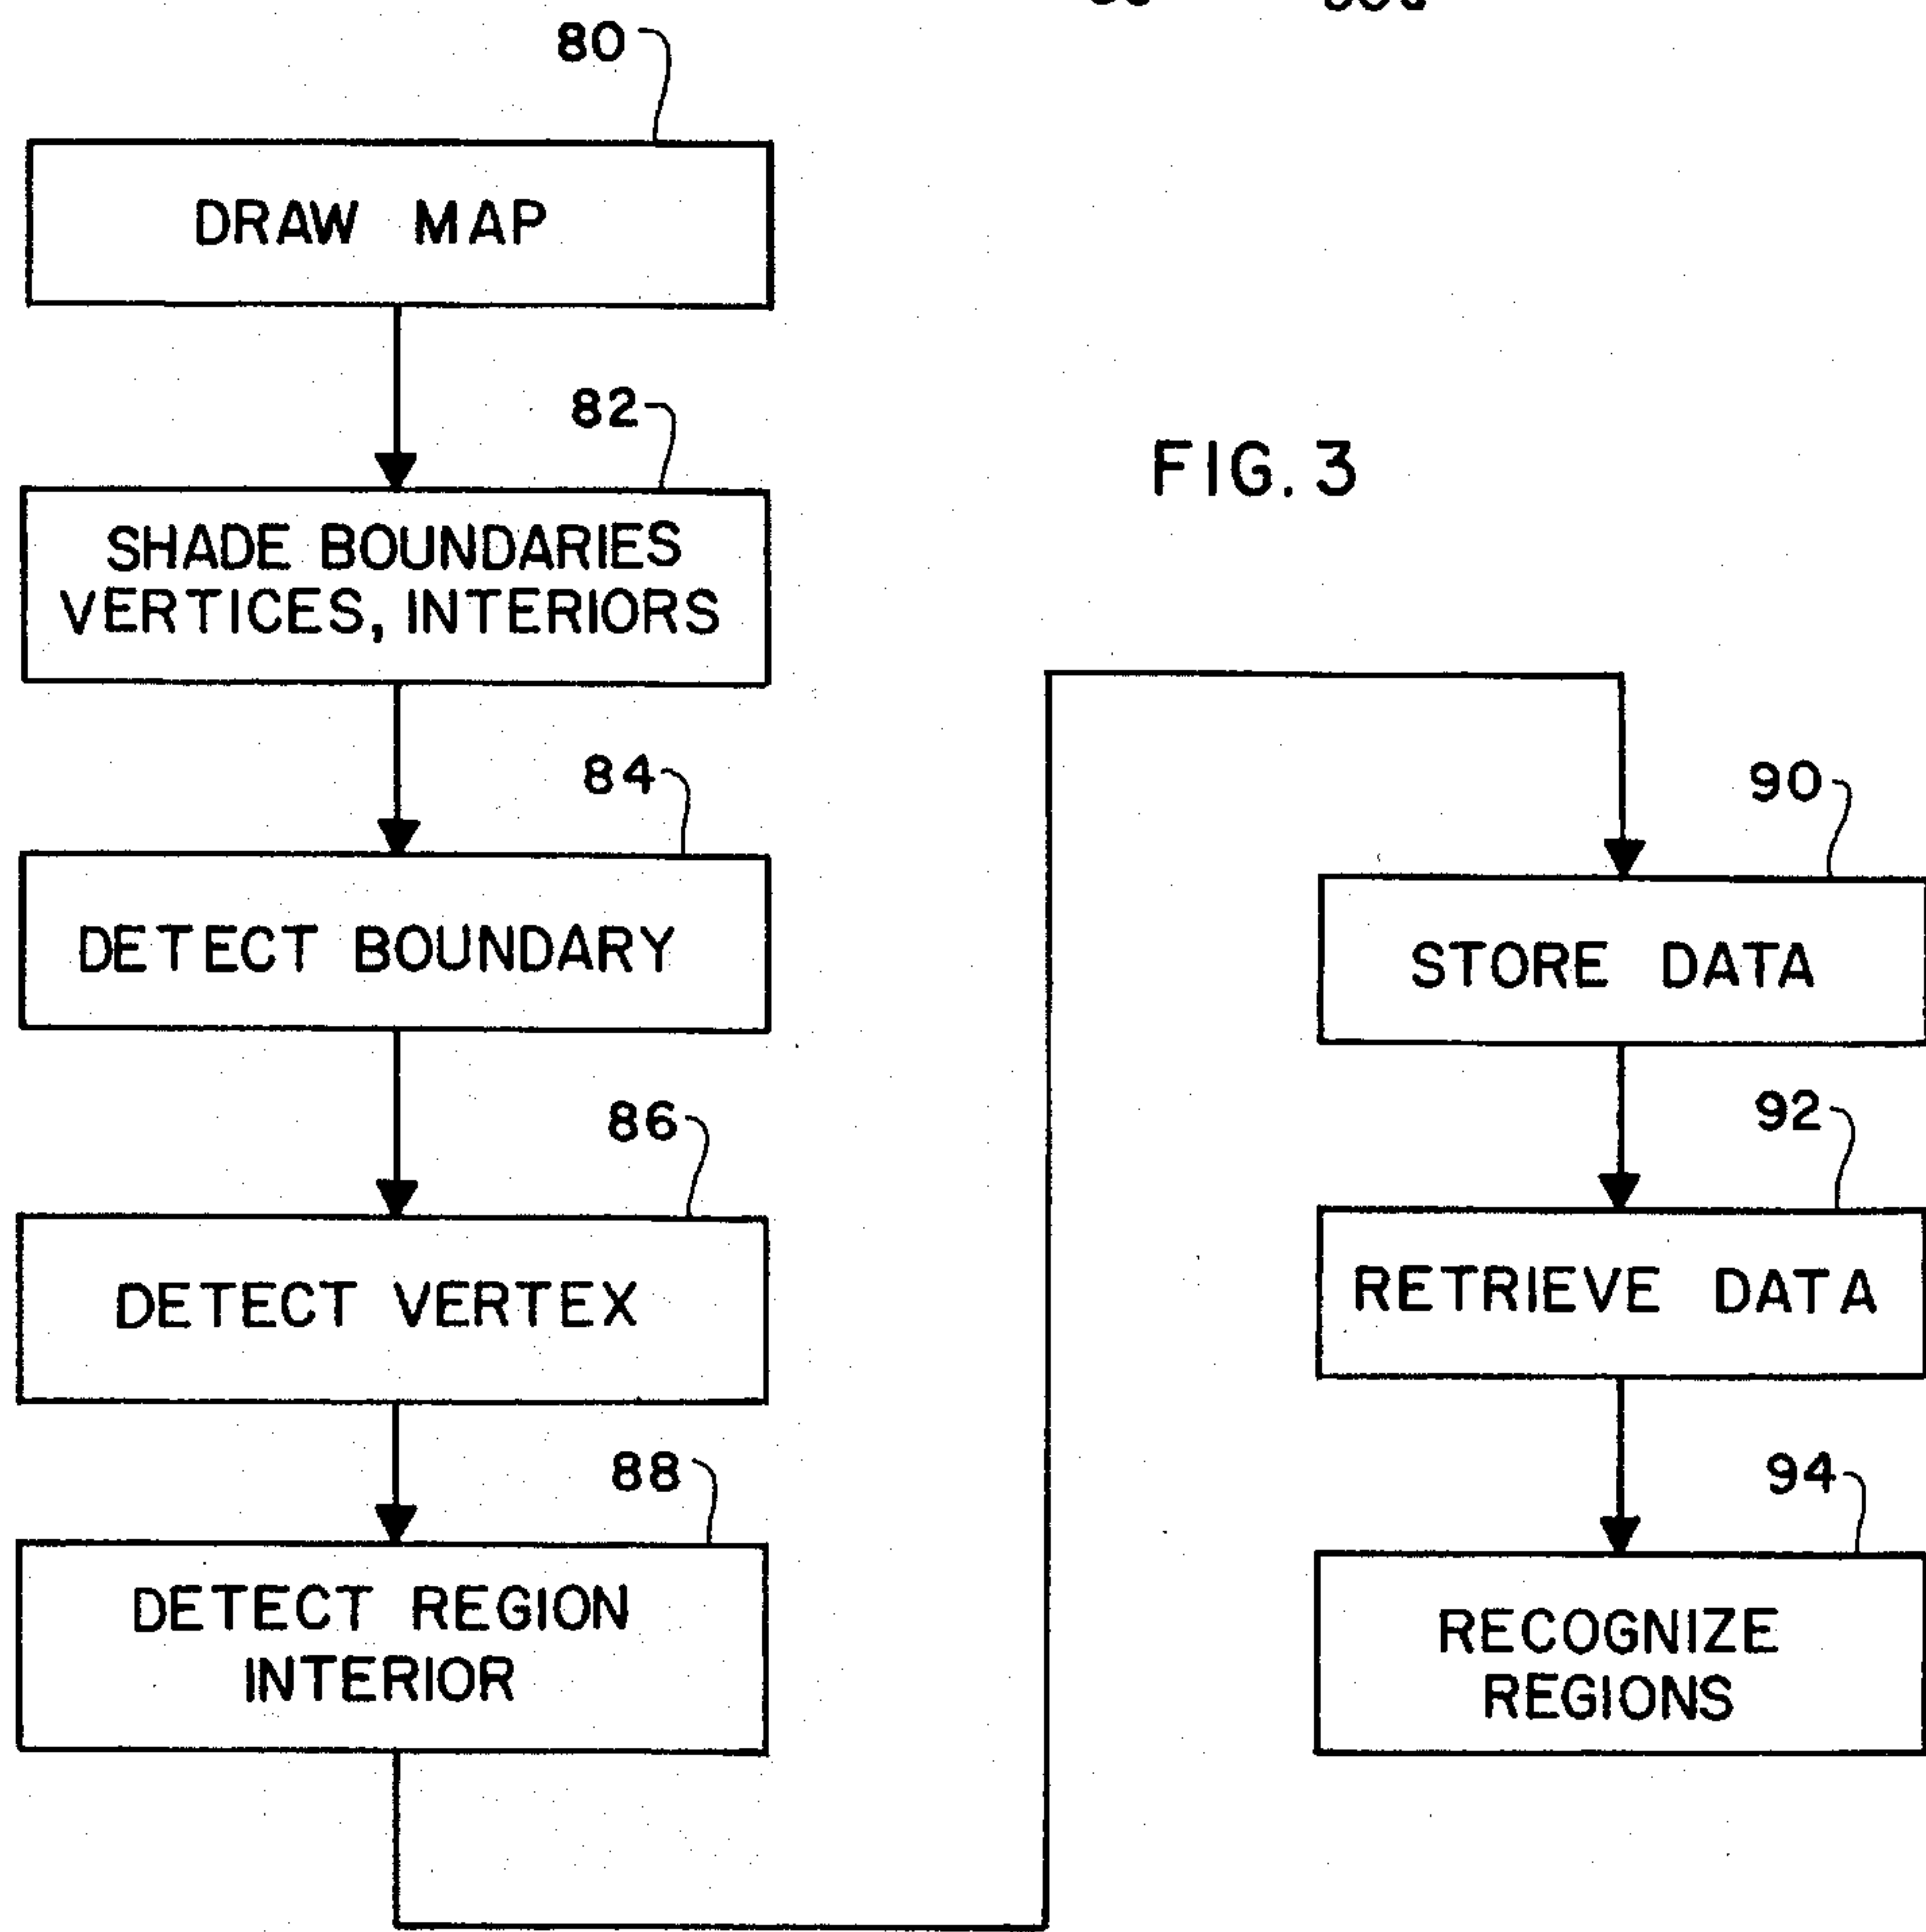 80
DRAW MAP
82
SHADE BOUNDARIES
VERTICES, INTERIORS
FIG. 3
84
DETECT BOUNDARY
86
DETECT VERTEX
88
DETECT REGION
INTERIOR
90
STORE DATA
92
RETRIEVE DATA
94
RECOGNIZE
REGIONS